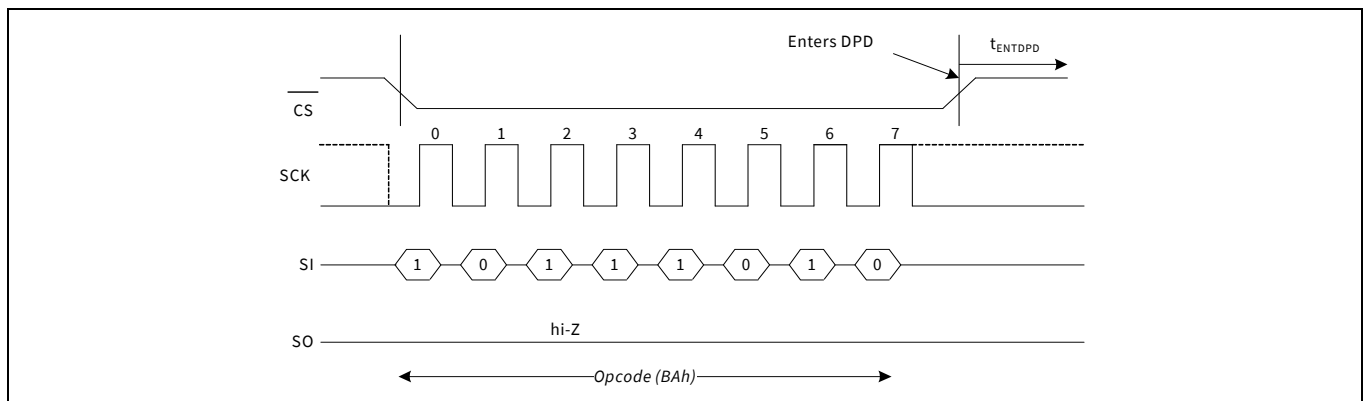 Enters DPD
tENTDPD
CS
0 1 2 3 4 5 6 7
SCK
SI 1 0 1 1 1 0 1 0
hi-Z
SO
Opcode (BAh)